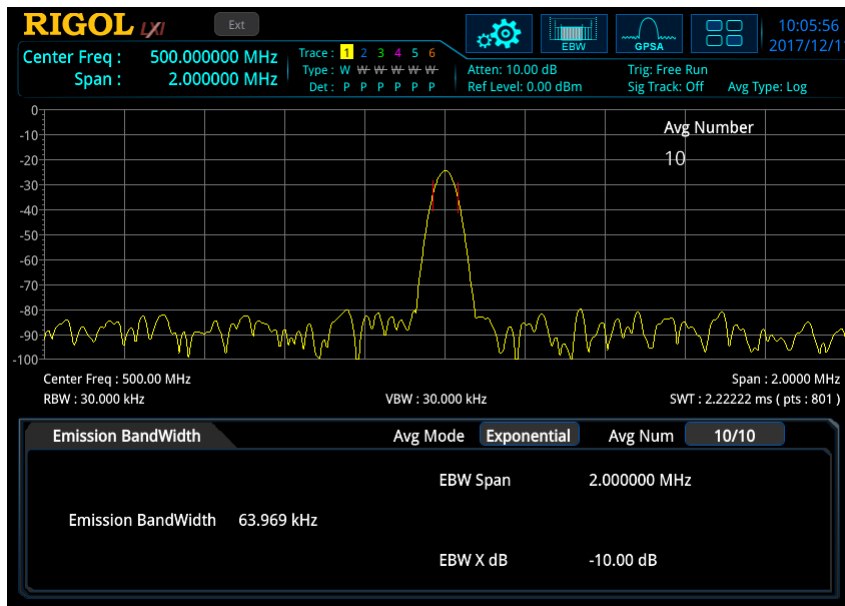 RIGOL LXI Ext
10:05:56
2017/12/1
EBW GPSA
Center Freq : 500.000000 MHz
Span : 2.000000 MHz
Trace : 1 2 3 4 5 6
Type : W W W W W W
Det : P P P P P P
Atten: 10.00 dB
Ref Level: 0.00 dBm
Trig: Free Run
Sig Track: Off Avg Type: Log
0
-10
-20
-30
-40
-50
-60
-70
-80
-90
-100
Avg Number
10
Center Freq : 500.00 MHz Span : 2.0000 MHz
RBW : 30.000 kHz VBW : 30.000 kHz SWT : 2.22222 ms ( pts : 801 )
Emission BandWidth Avg Mode Exponential Avg Num 10/10
EBW Span 2.000000 MHz
Emission BandWidth 63.969 kHz
EBW X dB -10.00 dB